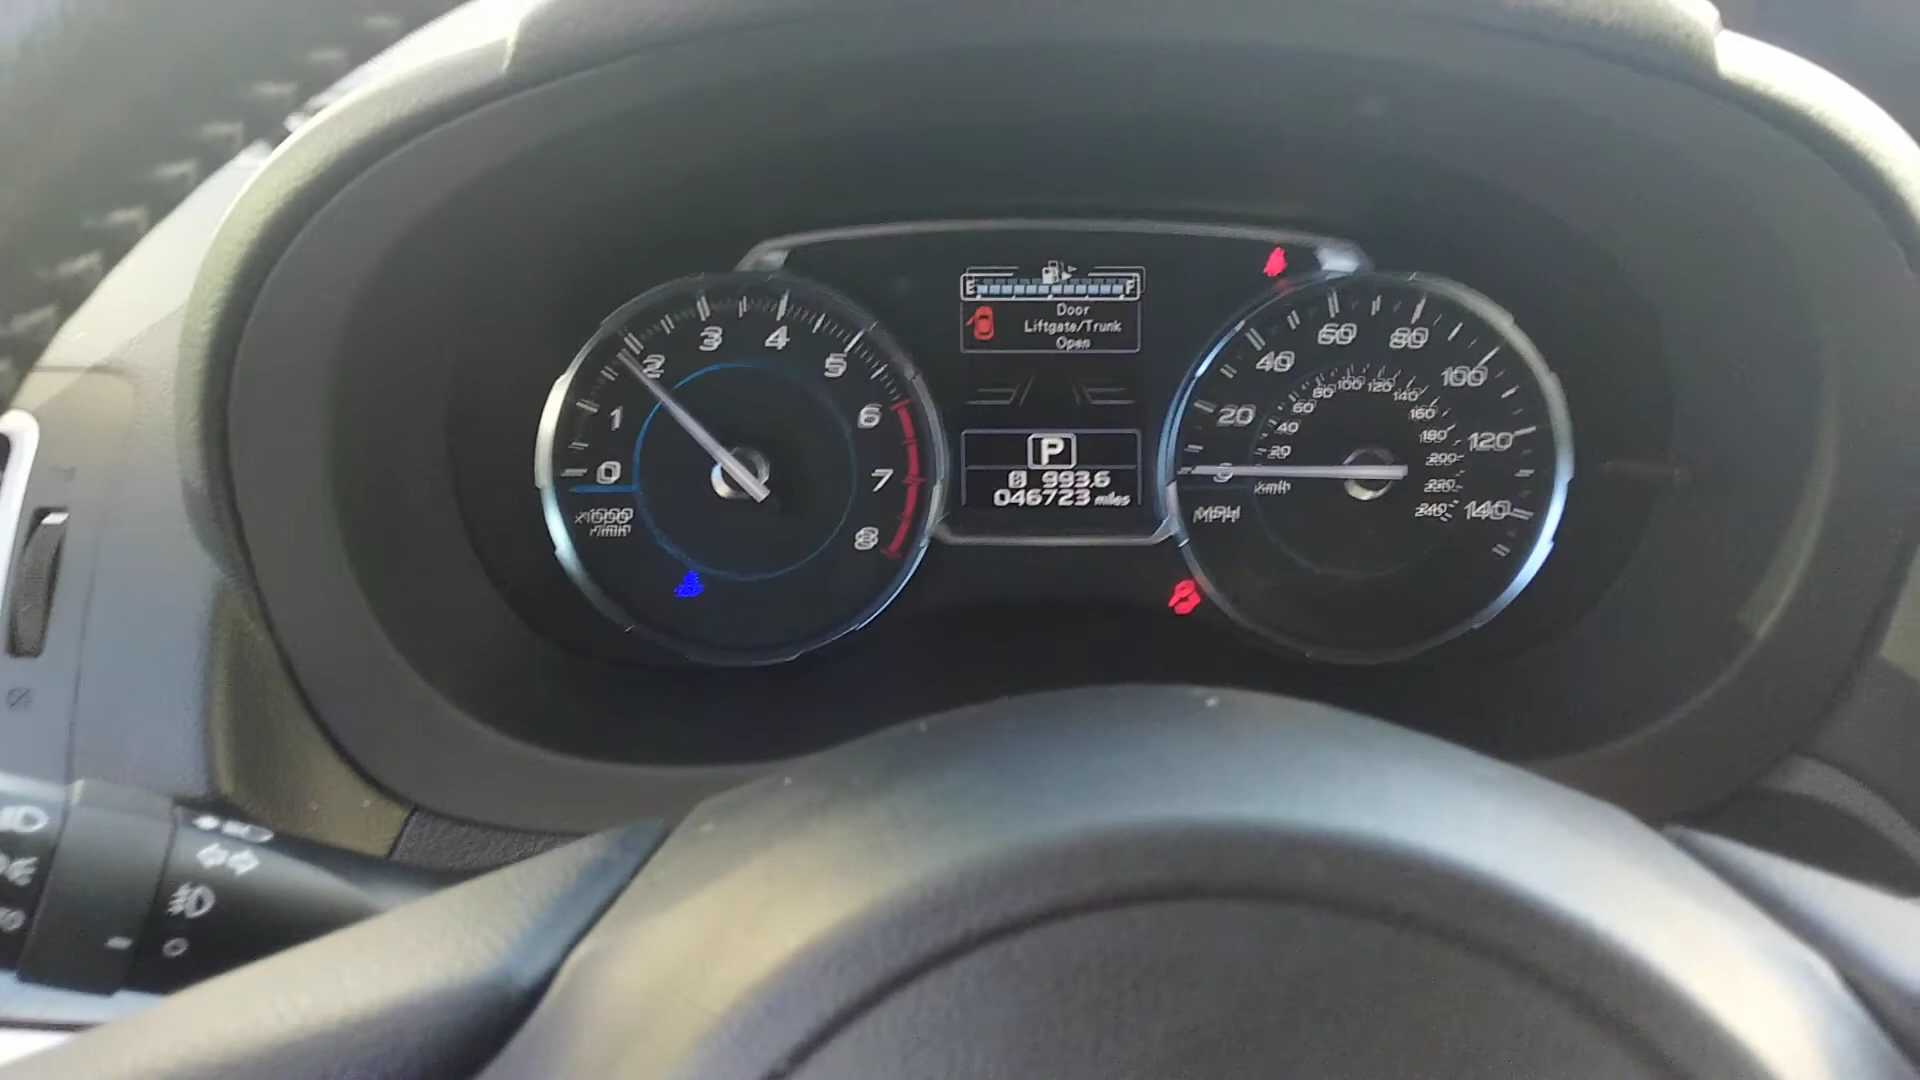 E F
Door
Liftgate/Trunk
Open
0 1 2 3 4 5 6 7 8
x1000
r/min
P
B 993.6
046723 miles
0 20 40 60 80 100 120 140
20 40 60 80 100 120 140 160 180 200 220 240
km/h
MPH